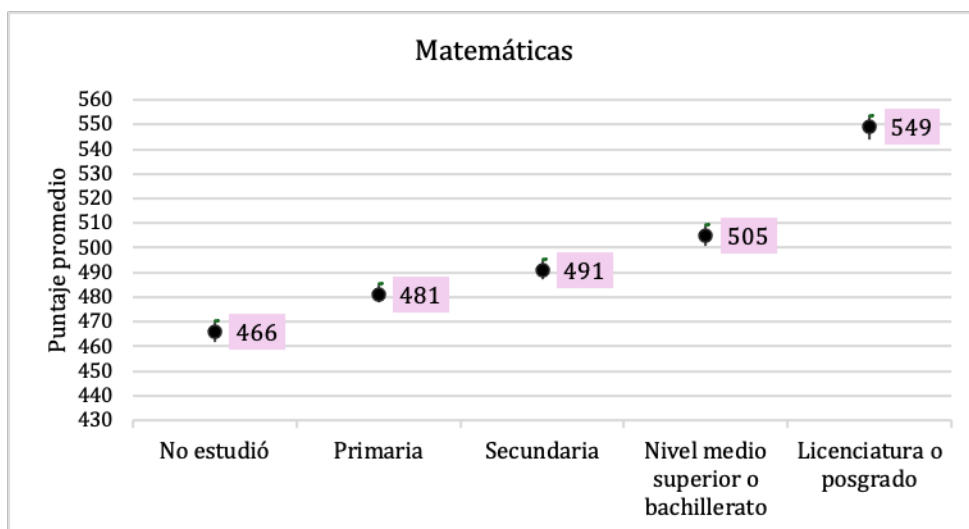 Matemáticas
Puntaje promedio
560
550
540
530
520
510
500
490
480
470
460
450
440
430
466
481
491
505
549
No estudió
Primaria
Secundaria
Nivel medio
superior o
bachillerato
Licenciatura o
posgrado